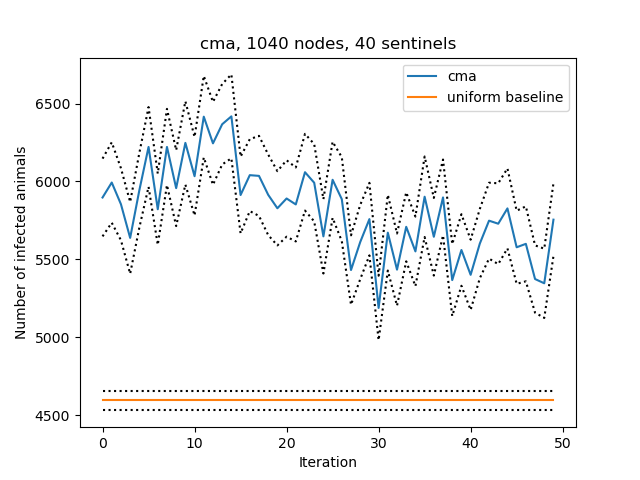 cma, 1040 nodes, 40 sentinels
cma
uniform baseline
Number of infected animals
6500
6000
5500
5000
4500
0 10 20 30 40 50
Iteration